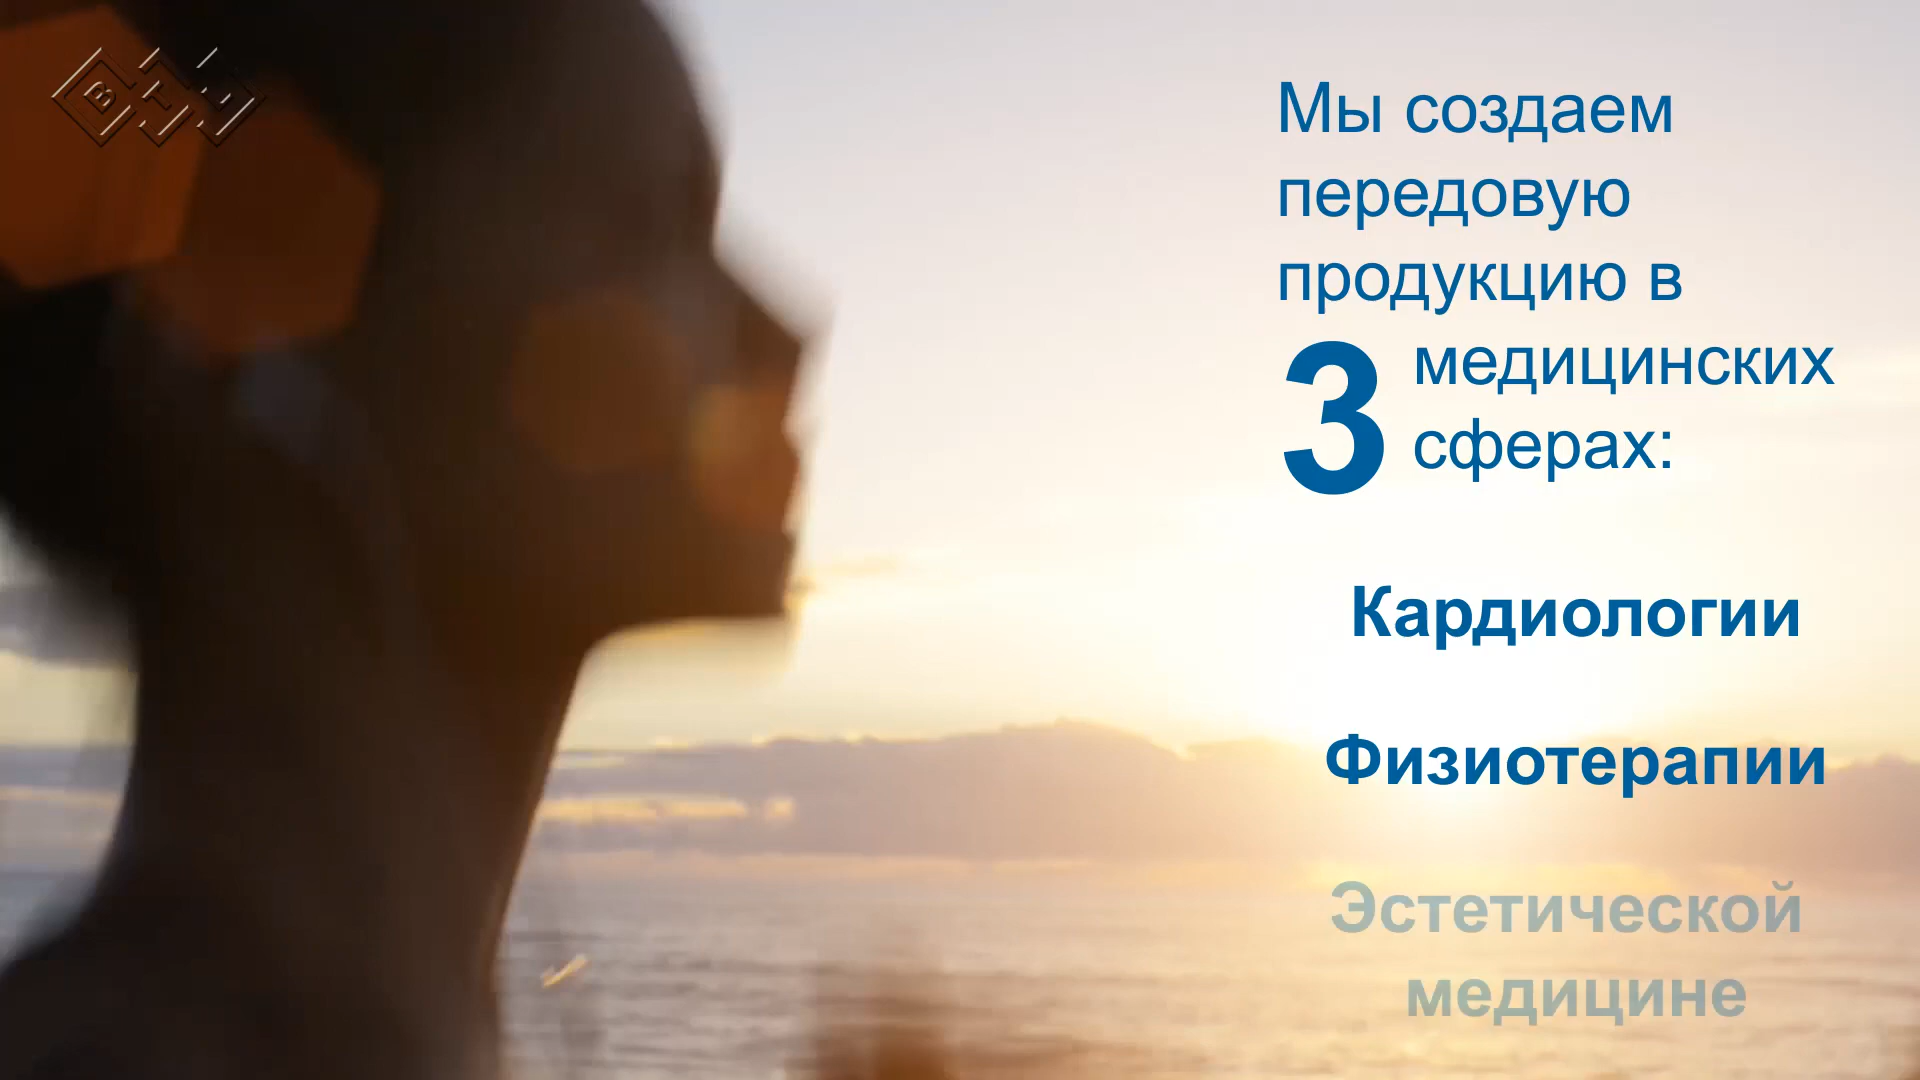 Мы создаем
передовую
продукцию в
3 медицинских
сферах:
Кардиологии
Физиотерапии
Эстетической
медицине